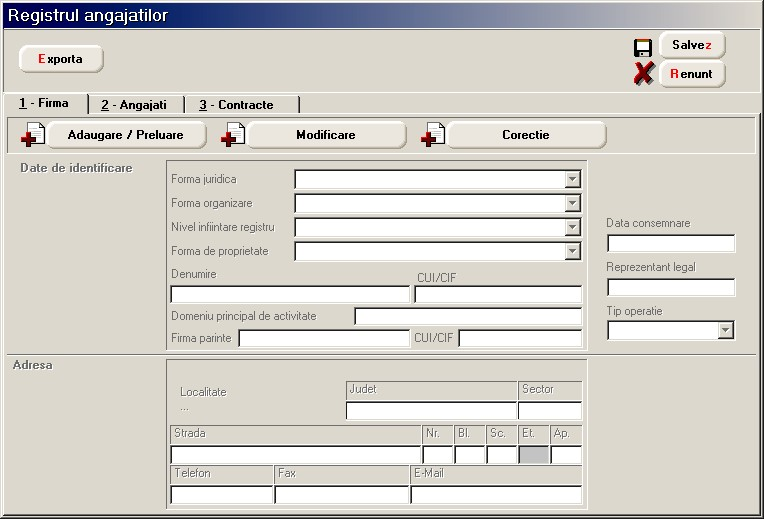 Registrul angajatilor
Exporta
Salvez
Renunt
1 - Firma 2 - Angajati 3 - Contracte
Adaugare / Preluare Modificare Corectie
Date de identificare
Forma juridica
Forma organizare
Nivel infiintare registru
Forma de proprietate
Denumire CUI/CIF
Domeniu principal de activitate
Firma parinte CUI/CIF
Data consemnare
Reprezentant legal
Tip operatie
Adresa
Localitate Judet Sector
...
Strada Nr. Bl. Sc. Et. Ap.
Telefon Fax E-Mail